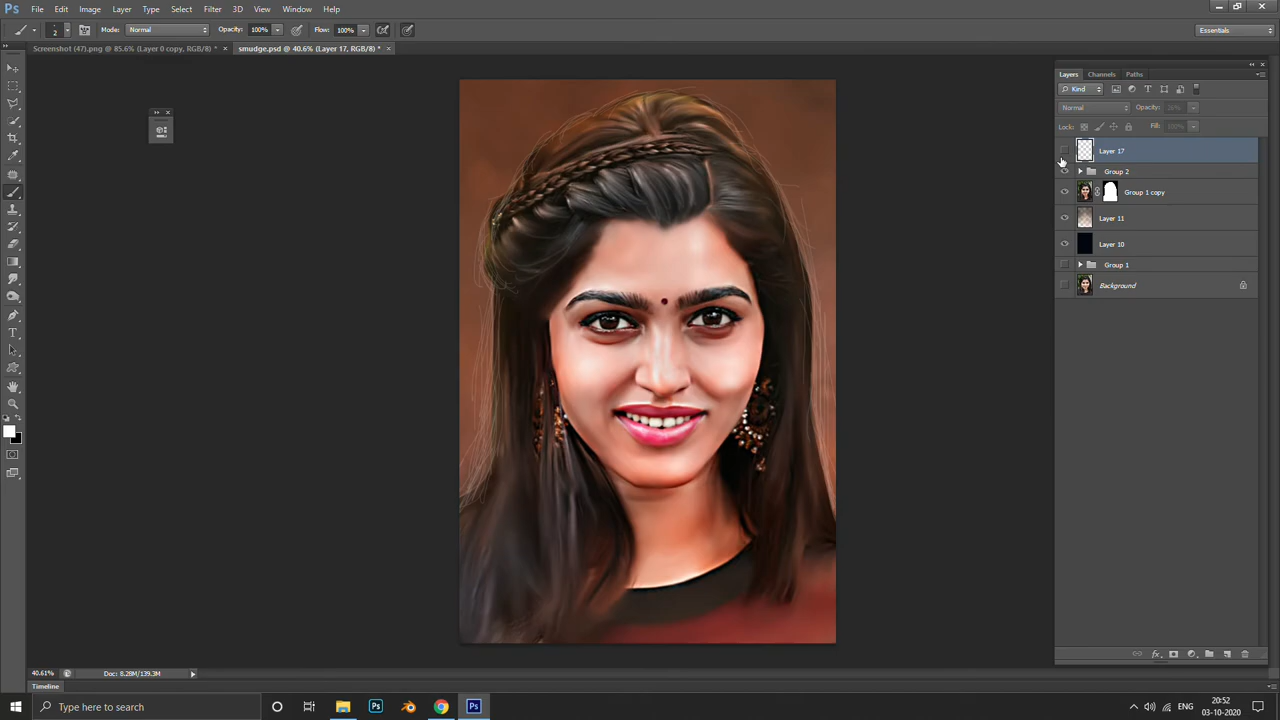 Ps File Edit Image Layer Type Select Filter 3D View Window Help
2 Mode: Normal Opacity: 100% Flow: 100% Essentials
Screenshot (47).png @ 85.6% (Layer 0 copy, RGB/8) * × smudge.psd @ 40.6% (Layer 17, RGB/8) * ×
Layers Channels Paths
Kind
Normal Opacity: 36%
Lock: Fill: 100%
Layer 17
Group 2
Group 1 copy
Layer 11
Layer 10
Group 1
Background
40.61% Doc: 8.28M/139.3M
Timeline
Type here to search
ENG
20:52
03-10-2020